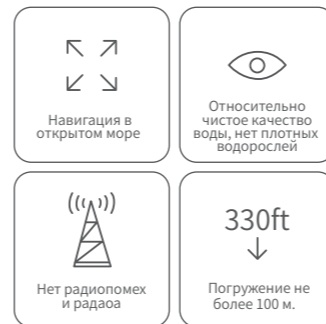 Навигация в
открытом море
Относительно
чистое качество
воды, нет плотных
водорослей
Нет радиопомех
и радаоа
330ft
Погружение не
более 100 м.